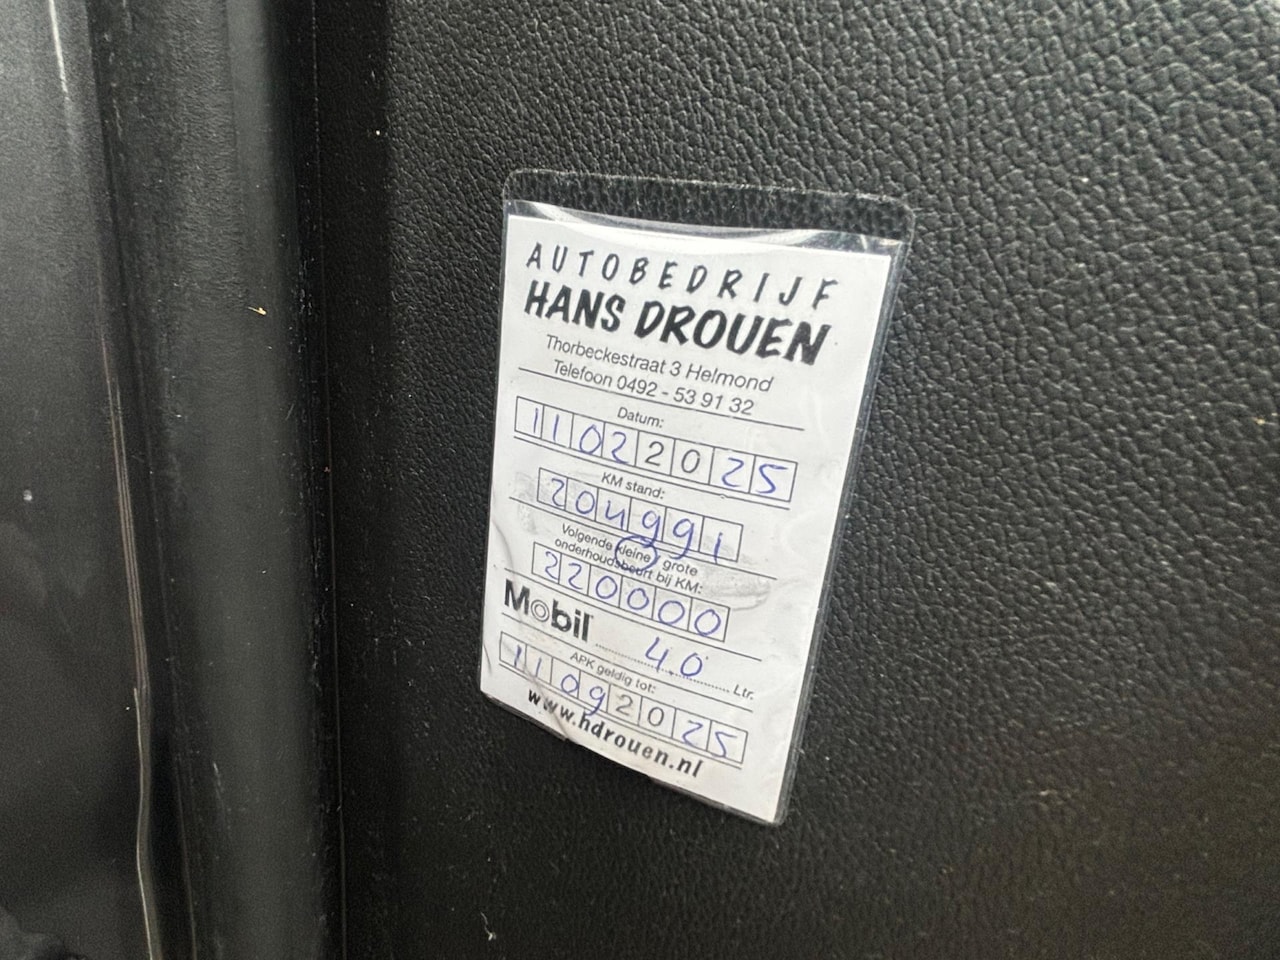 AUTOBEDRIJF
HANS DROUEN
Thorbeckestraat 3 Helmond
Telefoon 0492 - 53 91 32
Datum:
11022025
KM stand:
204991
Volgende kleine / grote
onderhoudsbeurt bij KM:
220000
Mobil 4.0 Ltr.
APK geldig tot:
11092025
www.hdrouen.nl